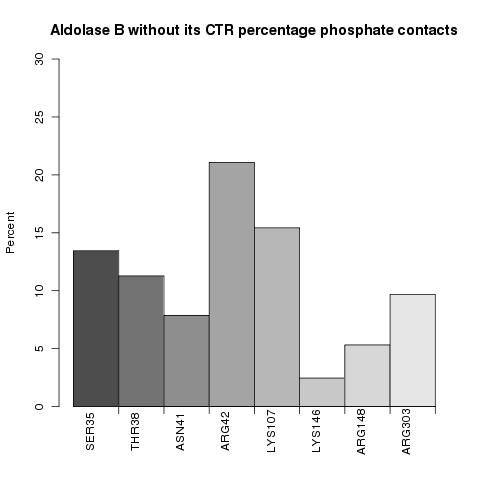 Aldolase B without its CTR percentage phosphate contacts
30
25
20
15
10
5
0
Percent
SER35
THR38
ASN41
ARG42
LYS107
LYS146
ARG148
ARG303